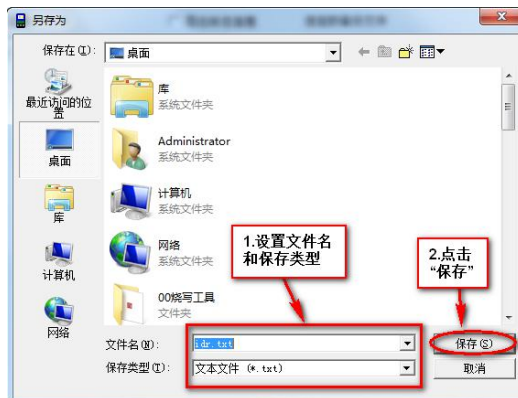 另存为
保存在(I):
桌面
最近访问的位
置
桌面
库
计算机
网络
库
系统文件夹
Administrator
系统文件夹
计算机
系统文件夹
网络
系统文件夹
00烧写工具
文件夹
1.设置文件名
和保存类型
2.点击
“保存”
文件名(N):
idr.txt
保存(S)
保存类型(T):
文本文件 (*.txt)
取消